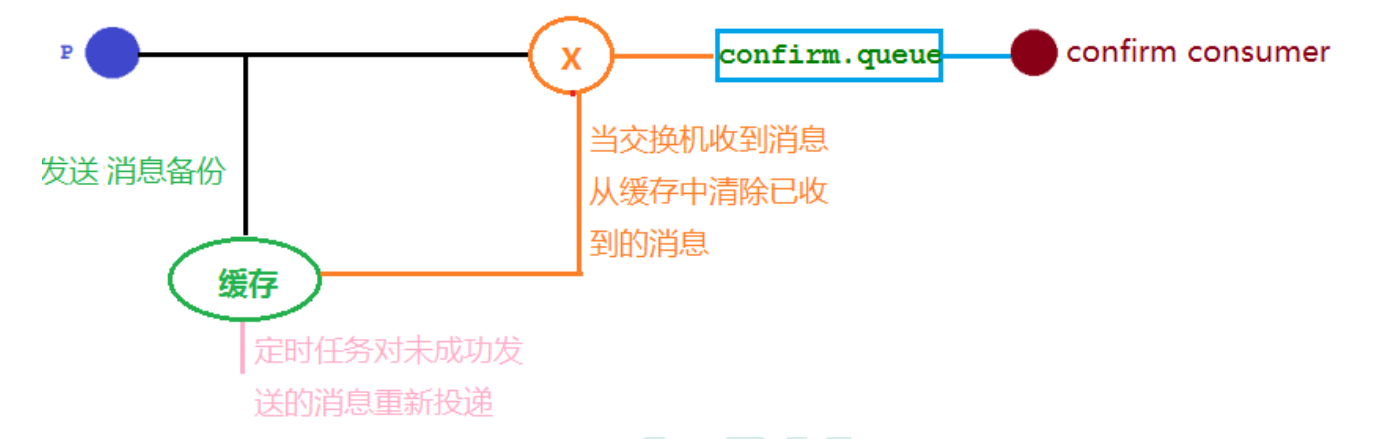 P
X
confirm.queue
confirm consumer
发送 消息备份
当交换机收到消息
从缓存中清除已收
到的消息
缓存
定时任务对未成功发
送的消息重新投递